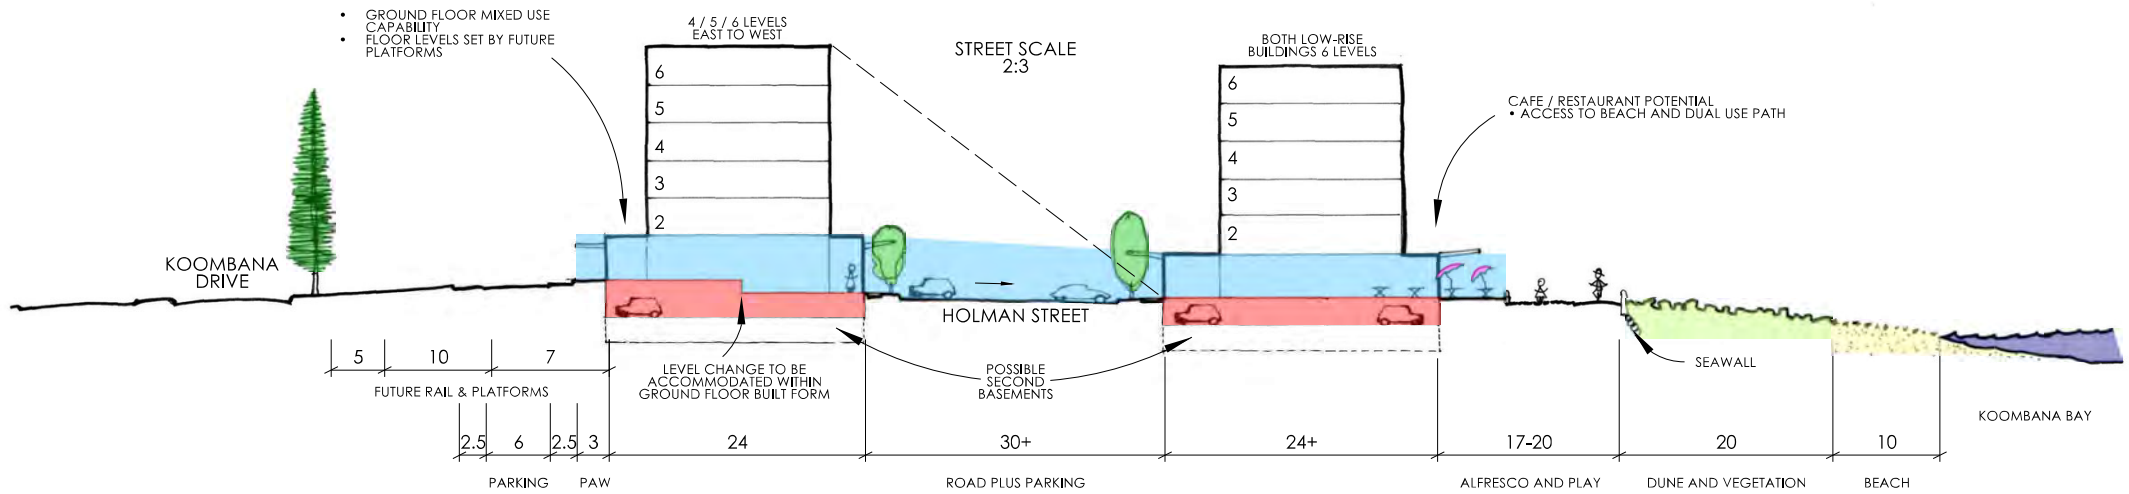 • GROUND FLOOR MIXED USE
CAPABILITY
• FLOOR LEVELS SET BY FUTURE
PLATFORMS
4 / 5 / 6 LEVELS
EAST TO WEST
STREET SCALE
2:3
BOTH LOW-RISE
BUILDINGS 6 LEVELS
CAFE / RESTAURANT POTENTIAL
• ACCESS TO BEACH AND DUAL USE PATH
6
5
4
3
2
6
5
4
3
2
KOOMBANA
DRIVE
HOLMAN STREET
LEVEL CHANGE TO BE
ACCOMMODATED WITHIN
GROUND FLOOR BUILT FORM
POSSIBLE
SECOND
BASEMENTS
SEAWALL
KOOMBANA BAY
5 10 7
FUTURE RAIL & PLATFORMS
2.5 6 2.5 3 24 30+ 24+ 17-20 20 10
PARKING PAW ROAD PLUS PARKING ALFRESCO AND PLAY DUNE AND VEGETATION BEACH